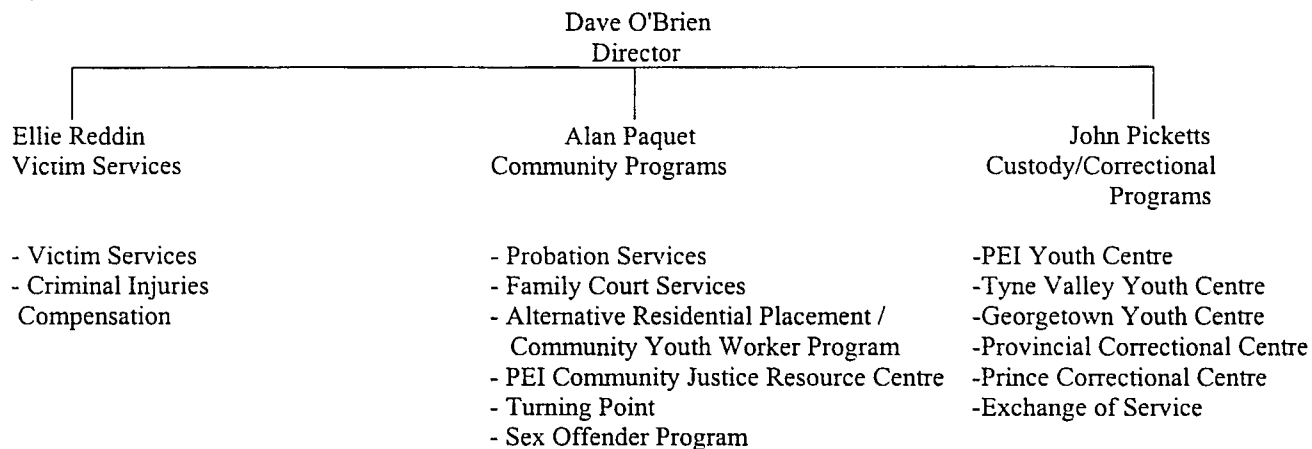 Dave O'Brien
Director
Ellie Reddin
Victim Services
Alan Paquet
Community Programs
John Picketts
Custody/Correctional
Programs
- Victim Services
- Criminal Injuries
Compensation
- Probation Services
- Family Court Services
- Alternative Residential Placement /
Community Youth Worker Program
- PEI Community Justice Resource Centre
- Turning Point
- Sex Offender Program
-PEI Youth Centre
-Tyne Valley Youth Centre
-Georgetown Youth Centre
-Provincial Correctional Centre
-Prince Correctional Centre
-Exchange of Service